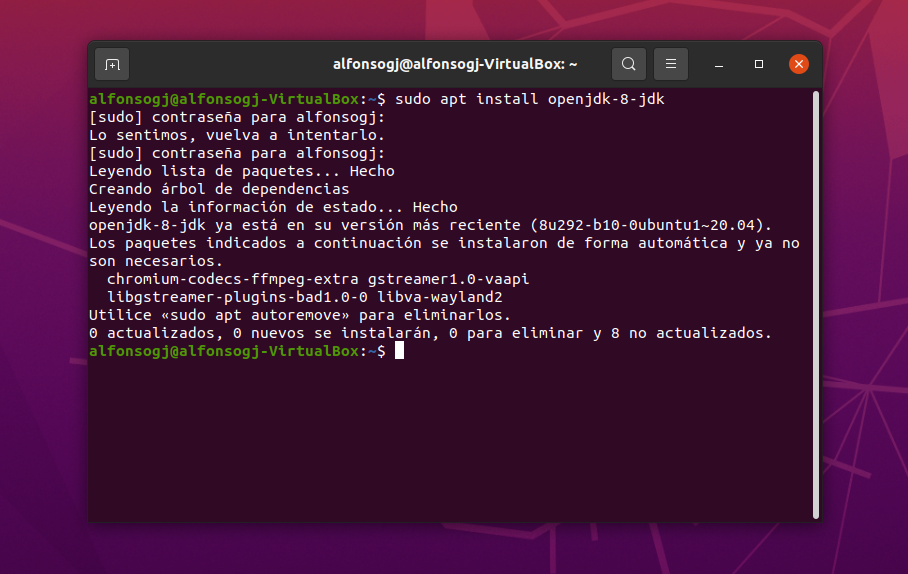 alfonsogj@alfonsogj-VirtualBox: ~
alfonsogj@alfonsogj-VirtualBox:~$ sudo apt install openjdk-8-jdk
[sudo] contraseña para alfonsogj:
Lo sentimos, vuelva a intentarlo.
[sudo] contraseña para alfonsogj:
Leyendo lista de paquetes... Hecho
Creando árbol de dependencias
Leyendo la información de estado... Hecho
openjdk-8-jdk ya está en su versión más reciente (8u292-b10-0ubuntu1~20.04).
Los paquetes indicados a continuación se instalaron de forma automática y ya no
son necesarios.
  chromium-codecs-ffmpeg-extra gstreamer1.0-vaapi
  libgstreamer-plugins-bad1.0-0 libva-wayland2
Utilice «sudo apt autoremove» para eliminarlos.
0 actualizados, 0 nuevos se instalarán, 0 para eliminar y 8 no actualizados.
alfonsogj@alfonsogj-VirtualBox:~$